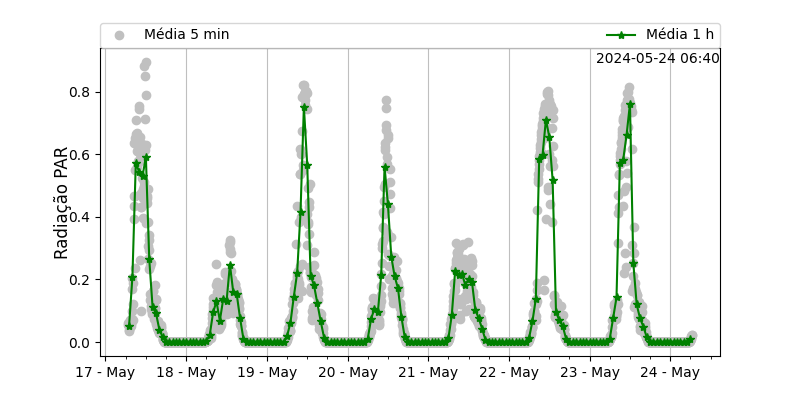 Média 5 min
Média 1 h
2024-05-24 06:40
Radiação PAR
0.8
0.6
0.4
0.2
0.0
17 - May
18 - May
19 - May
20 - May
21 - May
22 - May
23 - May
24 - May